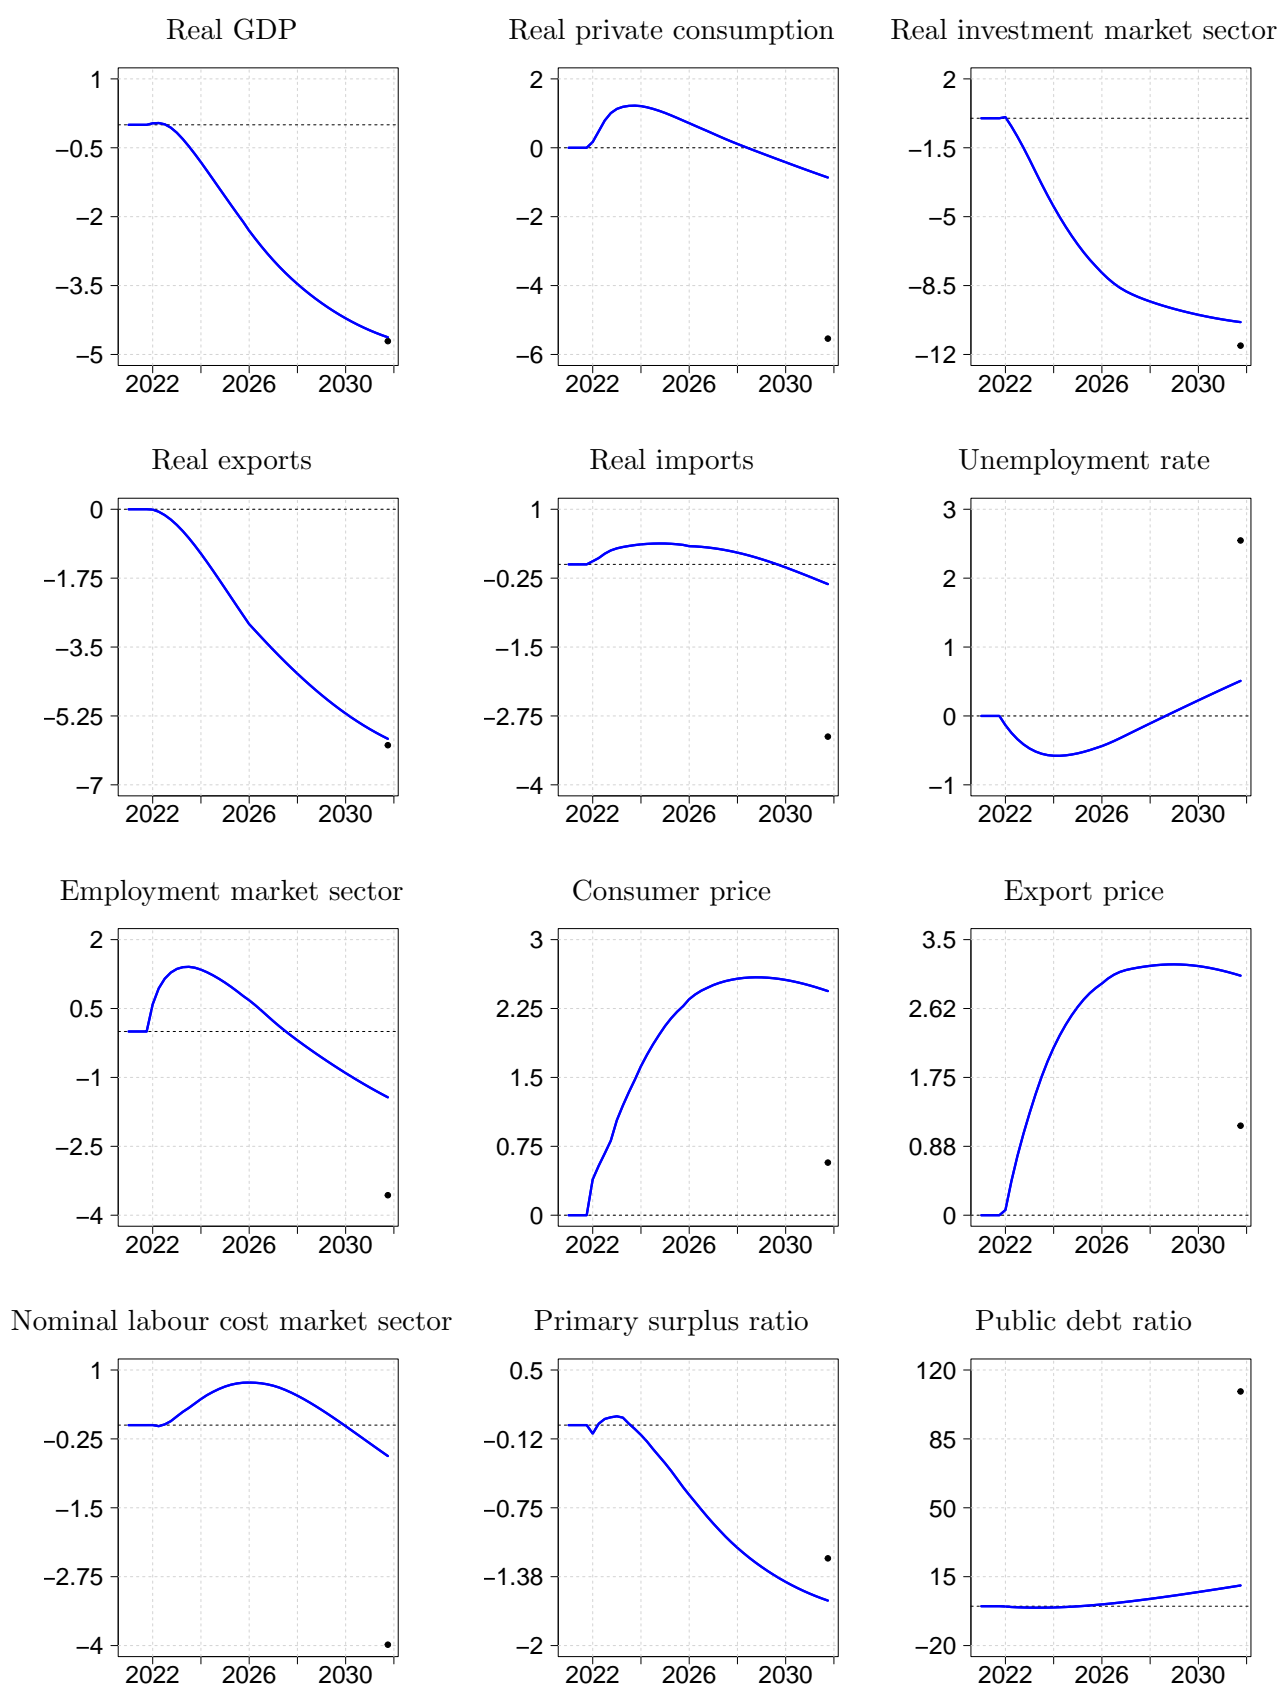 Real GDP
Real private consumption
Real investment market sector
1
−0.5
−2
−3.5
−5
2022 2026 2030
2
0
−2
−4
−6
2022 2026 2030
2
−1.5
−5
−8.5
−12
2022 2026 2030
Real exports
Real imports
Unemployment rate
0
−1.75
−3.5
−5.25
−7
2022 2026 2030
1
−0.25
−1.5
−2.75
−4
2022 2026 2030
3
2
1
0
−1
2022 2026 2030
Employment market sector
Consumer price
Export price
2
0.5
−1
−2.5
−4
2022 2026 2030
3
2.25
1.5
0.75
0
2022 2026 2030
3.5
2.62
1.75
0.88
0
2022 2026 2030
Nominal labour cost market sector
Primary surplus ratio
Public debt ratio
1
−0.25
−1.5
−2.75
−4
2022 2026 2030
0.5
−0.12
−0.75
−1.38
−2
2022 2026 2030
120
85
50
15
−20
2022 2026 2030